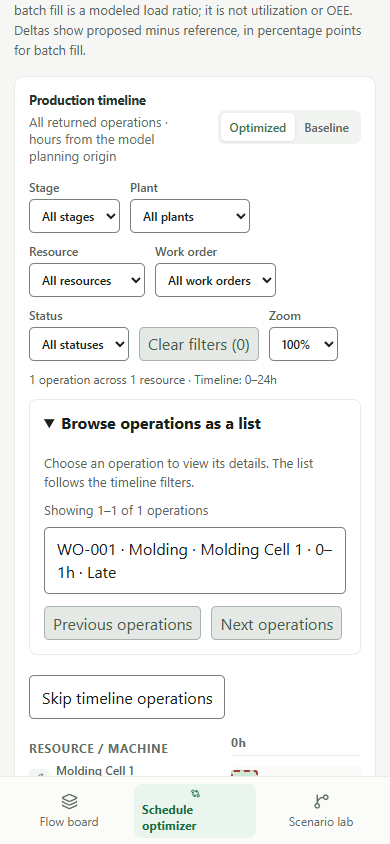 batch fill is a modeled load ratio; it is not utilization or OEE.
Deltas show proposed minus reference, in percentage points
for batch fill.
Production timeline
All returned operations ·
hours from the model
planning origin
Optimized Baseline
Stage Plant
All stages All plants
Resource Work order
All resources All work orders
Status Zoom
All statuses Clear filters (0) 100%
1 operation across 1 resource · Timeline: 0–24h
▼ Browse operations as a list
Choose an operation to view its details. The list
follows the timeline filters.
Showing 1–1 of 1 operations
WO-001 · Molding · Molding Cell 1 · 0–
1h · Late
Previous operations Next operations
Skip timeline operations
RESOURCE / MACHINE 0h
Molding Cell 1
Flow board Schedule optimizer Scenario lab